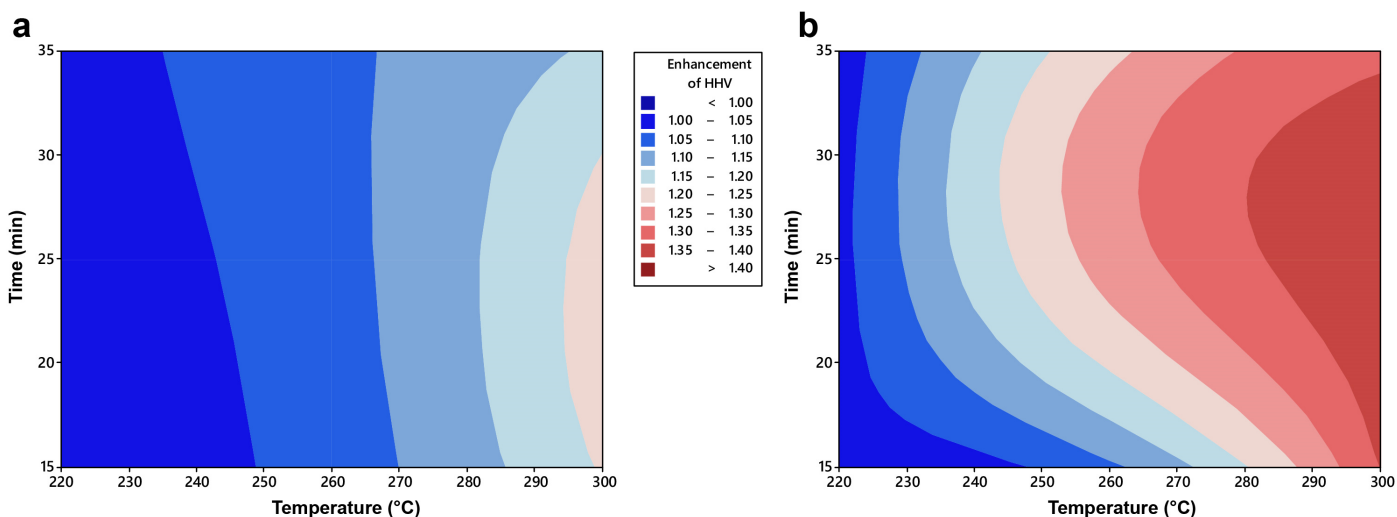 a
35
30
25
20
15
Time (min)
220 230 240 250 260 270 280 290 300
Temperature (°C)
Enhancement
of HHV
< 1.00
1.00 – 1.05
1.05 – 1.10
1.10 – 1.15
1.15 – 1.20
1.20 – 1.25
1.25 – 1.30
1.30 – 1.35
1.35 – 1.40
> 1.40
b
35
30
25
20
15
Time (min)
220 230 240 250 260 270 280 290 300
Temperature (°C)